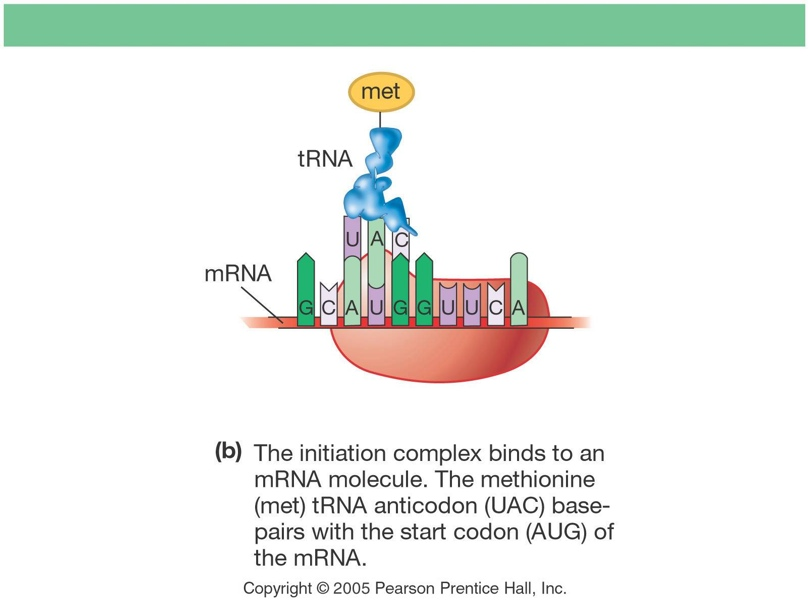 met
tRNA
U A C
mRNA
G C A U G G U U C A
(b) The initiation complex binds to an
mRNA molecule. The methionine
(met) tRNA anticodon (UAC) base-
pairs with the start codon (AUG) of
the mRNA.
Copyright © 2005 Pearson Prentice Hall, Inc.